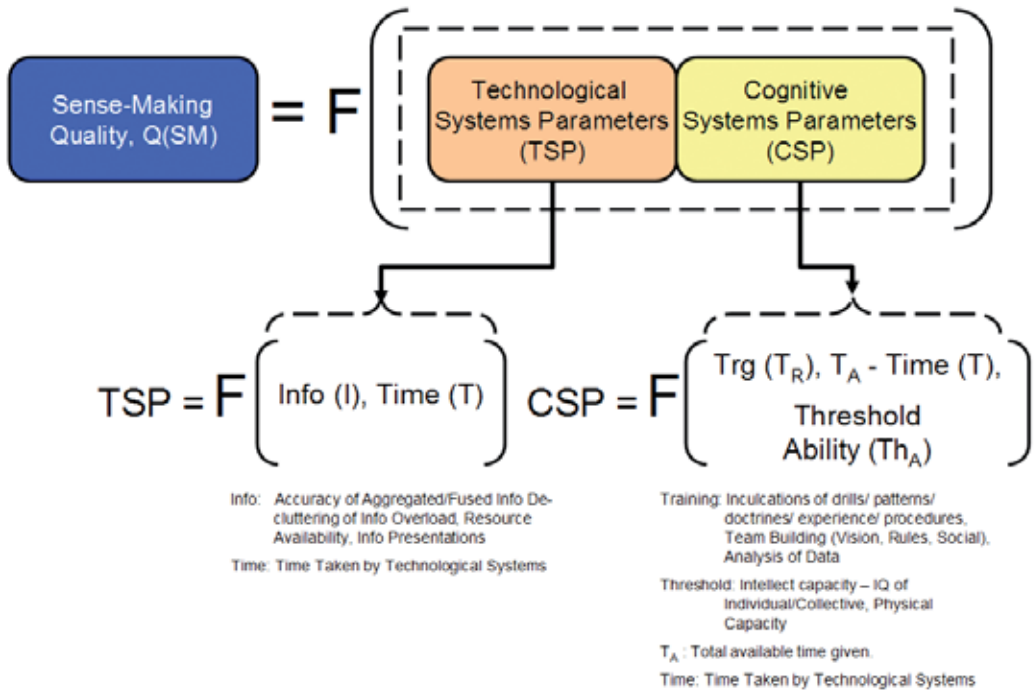 Sense-Making
Quality, Q(SM)
= F
Technological
Systems Parameters
(TSP)
Cognitive
Systems Parameters
(CSP)
TSP = F
Info (I), Time (T)
CSP = F
Trg (T_R), T_A - Time (T),
Threshold
Ability (Th_A)
Info: Accuracy of Aggregated/Fused Info De-
cluttering of Info Overload, Resource
Availability, Info Presentations
Time: Time Taken by Technological Systems
Training: Inculcations of drills/ patterns/
doctrines/ experience/ procedures,
Team Building (Vision, Rules, Social),
Analysis of Data
Threshold: Intellect capacity – IQ of
Individual/Collective, Physical
Capacity
T_A : Total available time given.
Time: Time Taken by Technological Systems